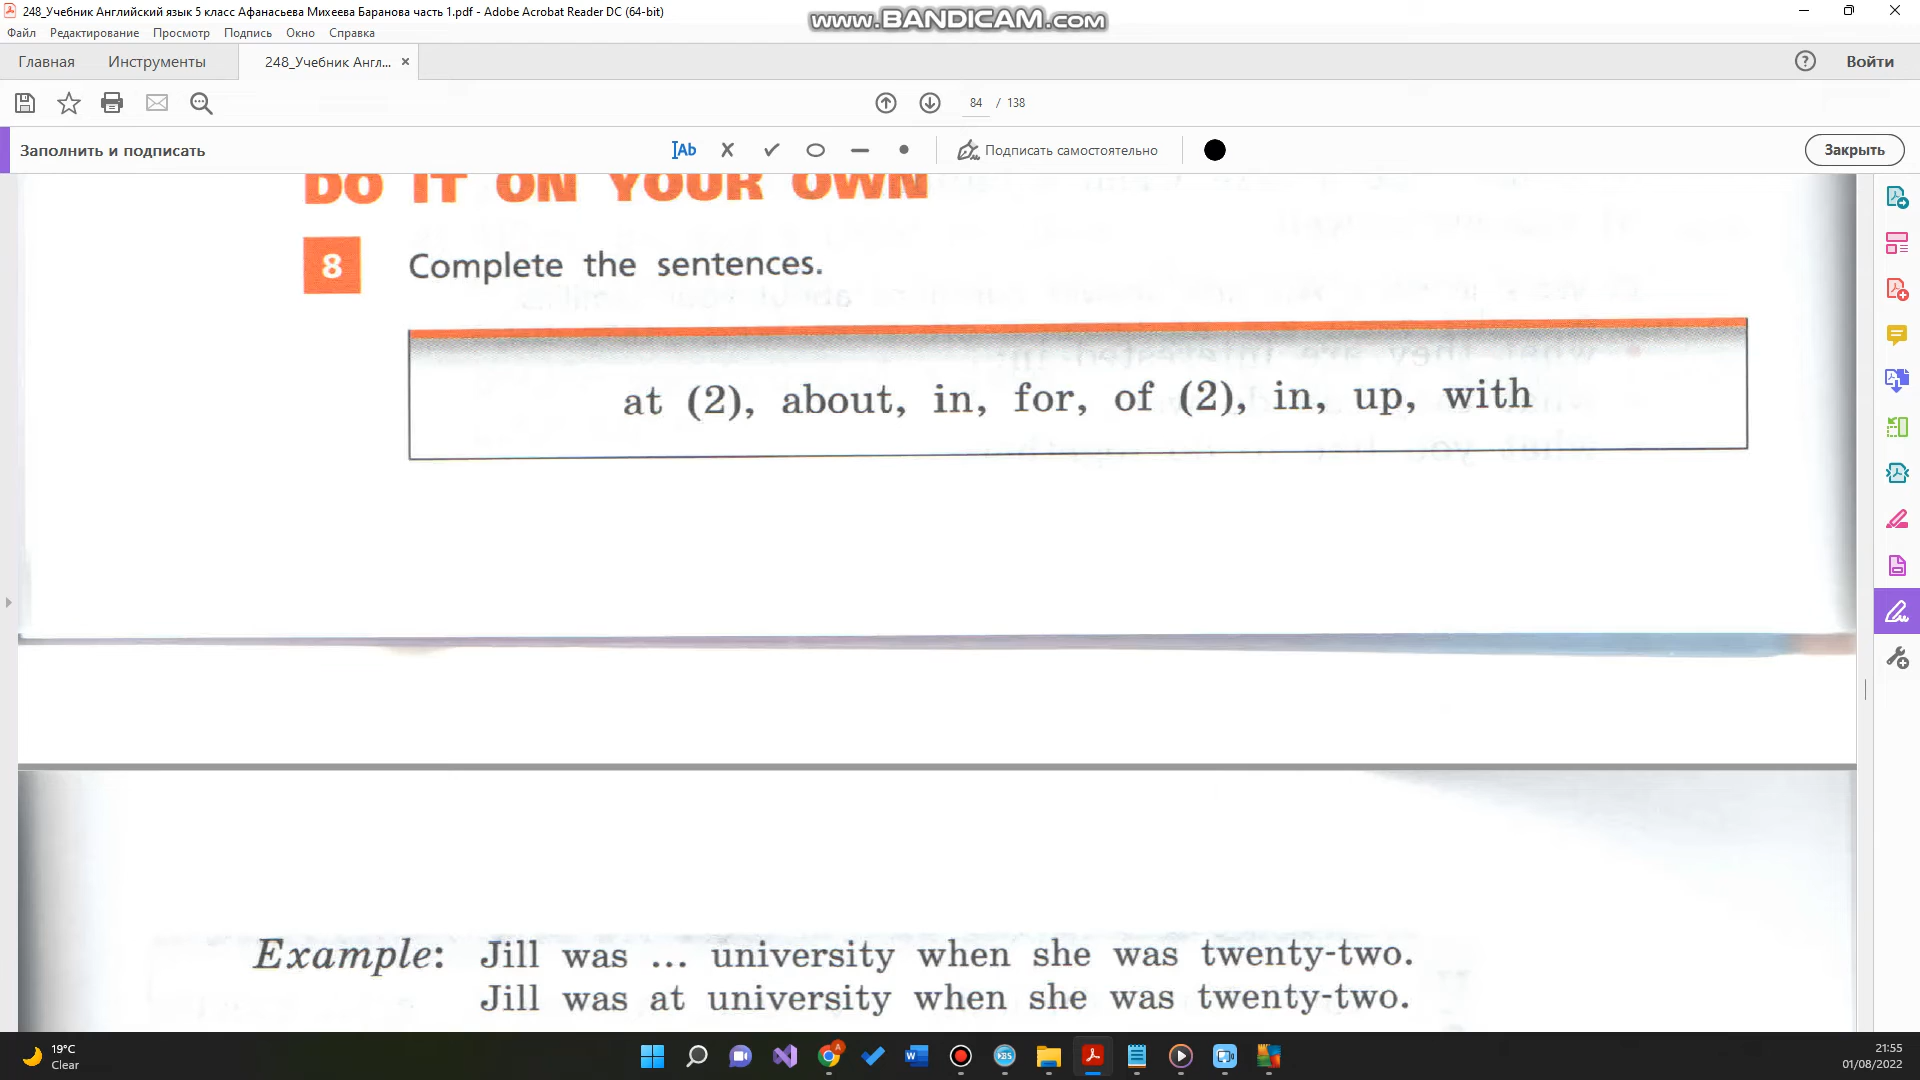 248_Учебник Английский язык 5 класс Афанасьева Михеева Баранова часть 1.pdf - Adobe Acrobat Reader DC (64-bit)
www.BANDICAM.com
Файл Редактирование Просмотр Подпись Окно Справка
Главная Инструменты 248_Учебник Англ... Войти
84 / 138
Заполнить и подписать Подписать самостоятельно Закрыть
DO IT ON YOUR OWN
8 Complete the sentences.
at (2), about, in, for, of (2), in, up, with
Example: Jill was ... university when she was twenty-two.
Jill was at university when she was twenty-two.
19°C
Clear
21:55
01/08/2022